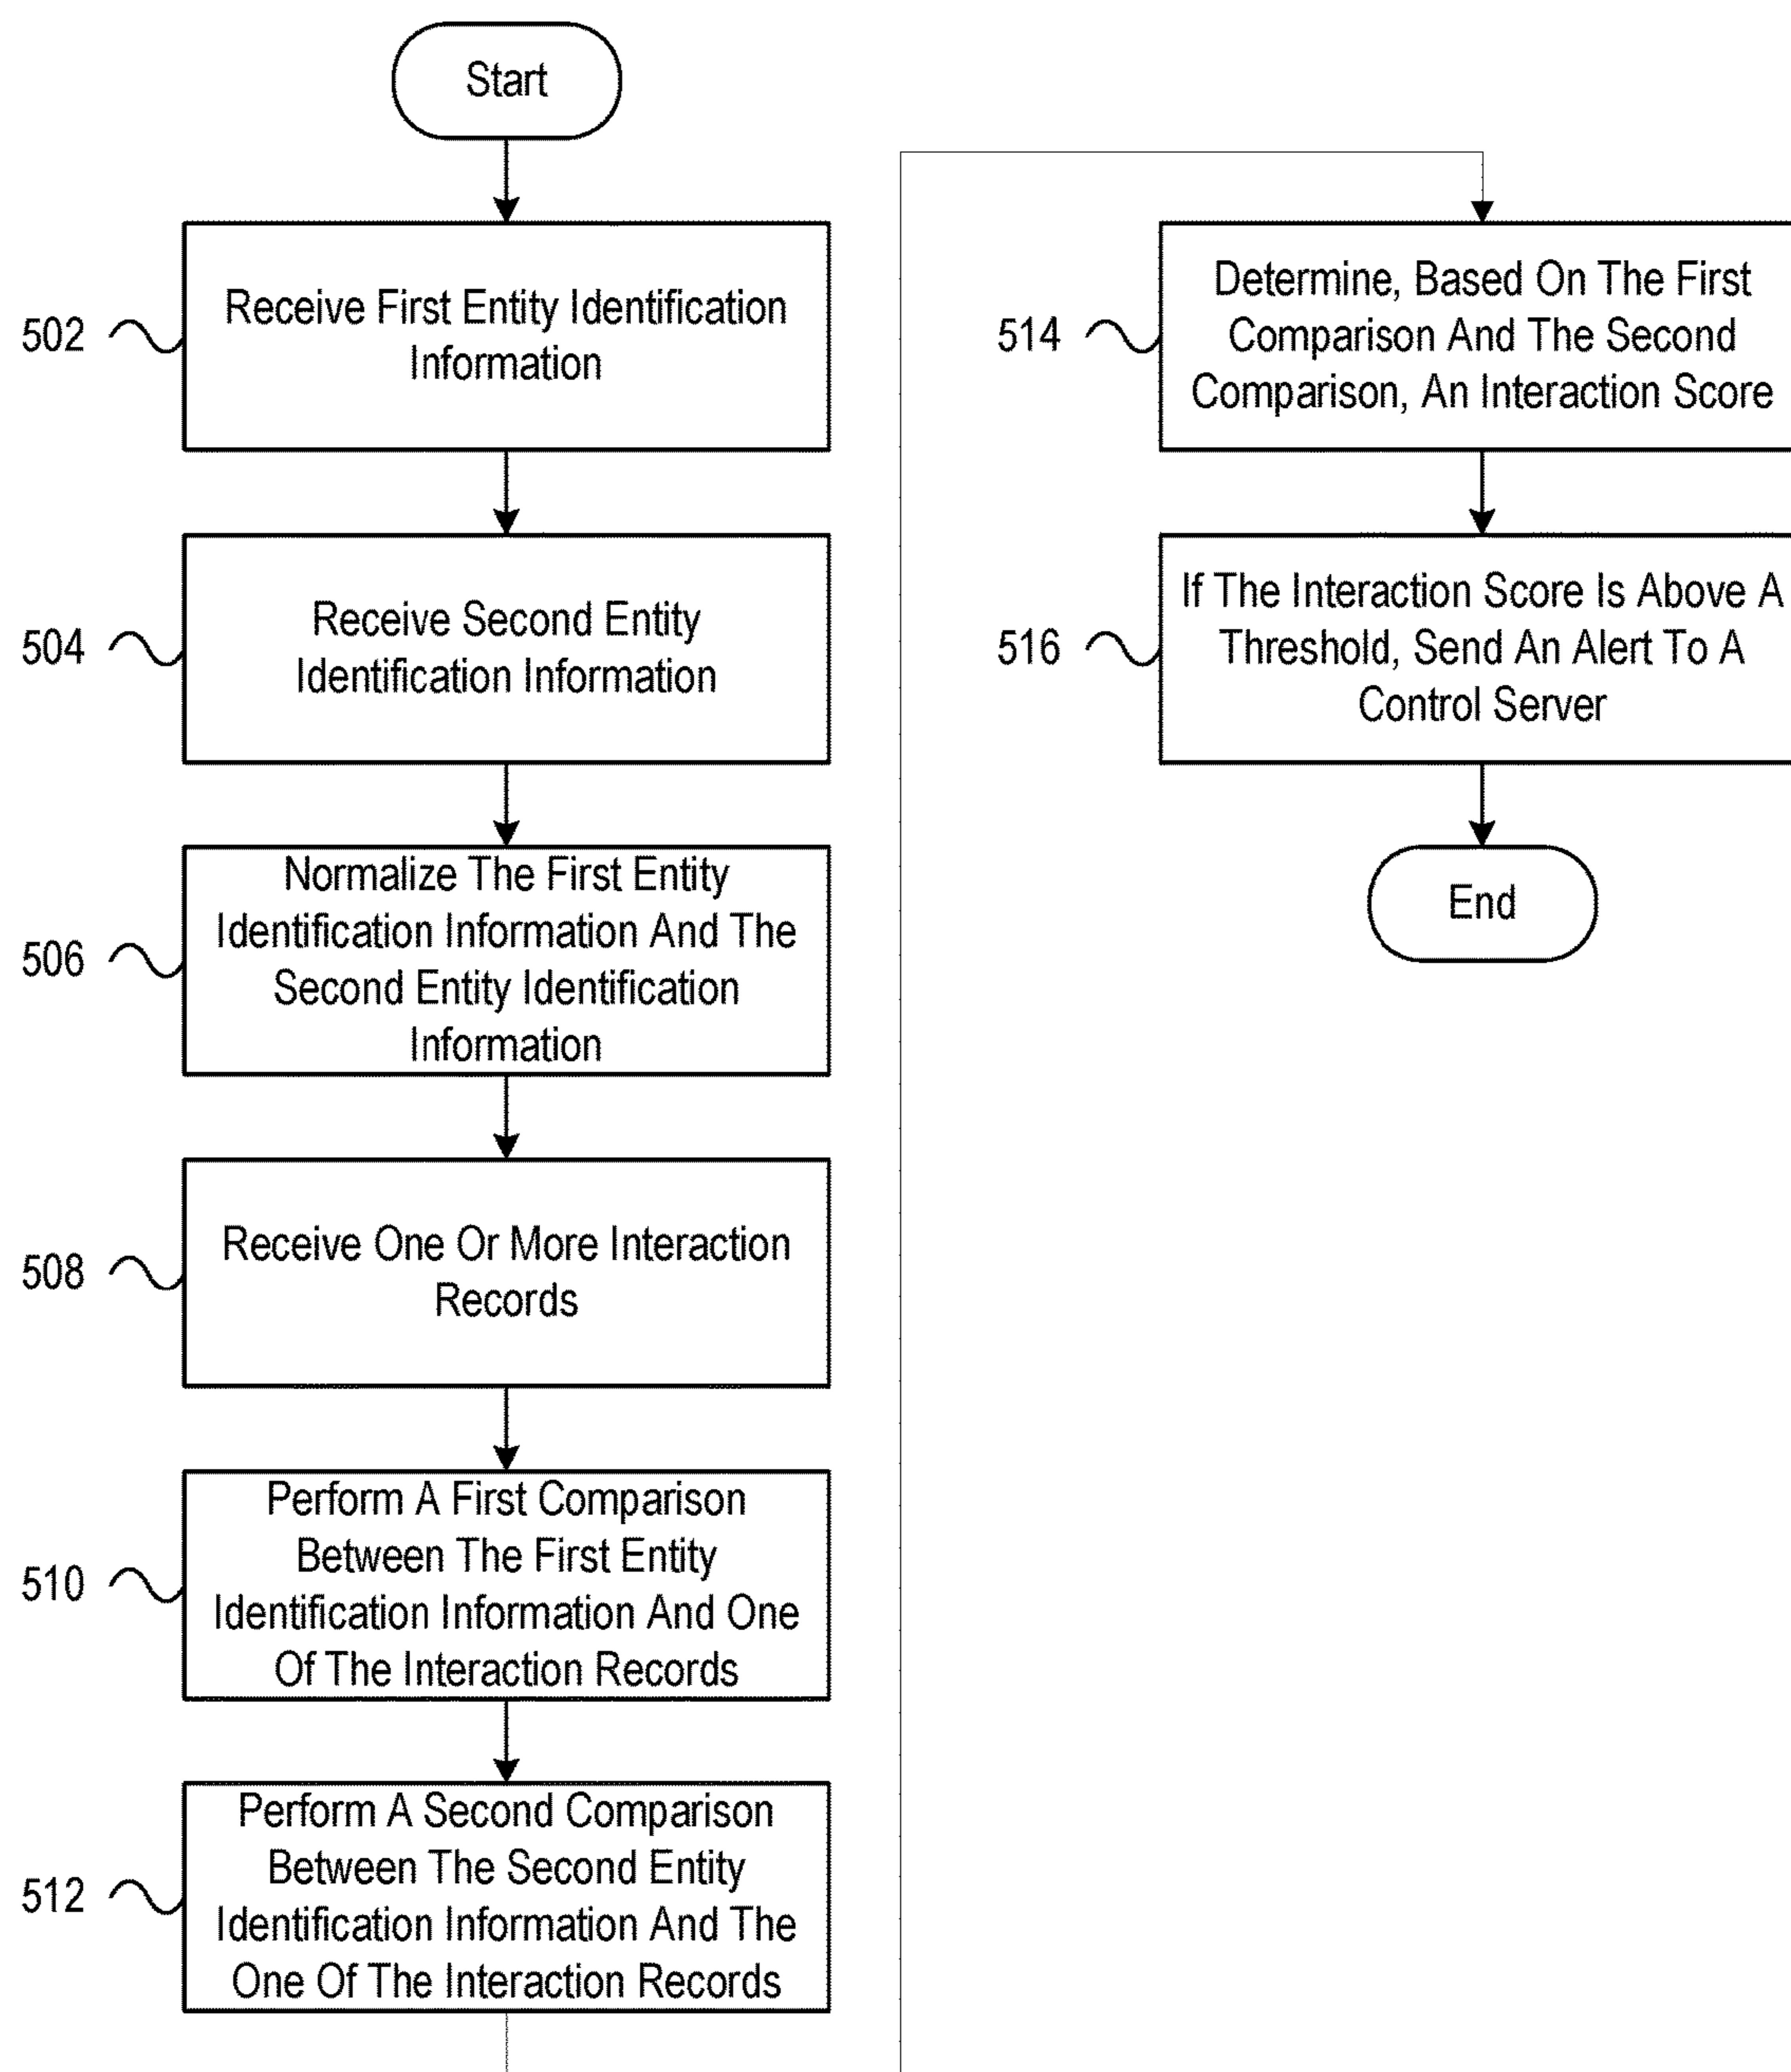 Start
502
Receive First Entity Identification
Information
504
Receive Second Entity
Identification Information
506
Normalize The First Entity
Identification Information And The
Second Entity Identification
Information
508
Receive One Or More Interaction
Records
510
Perform A First Comparison
Between The First Entity
Identification Information And One
Of The Interaction Records
512
Perform A Second Comparison
Between The Second Entity
Identification Information And The
One Of The Interaction Records
514
Determine, Based On The First
Comparison And The Second
Comparison, An Interaction Score
516
If The Interaction Score Is Above A
Threshold, Send An Alert To A
Control Server
End